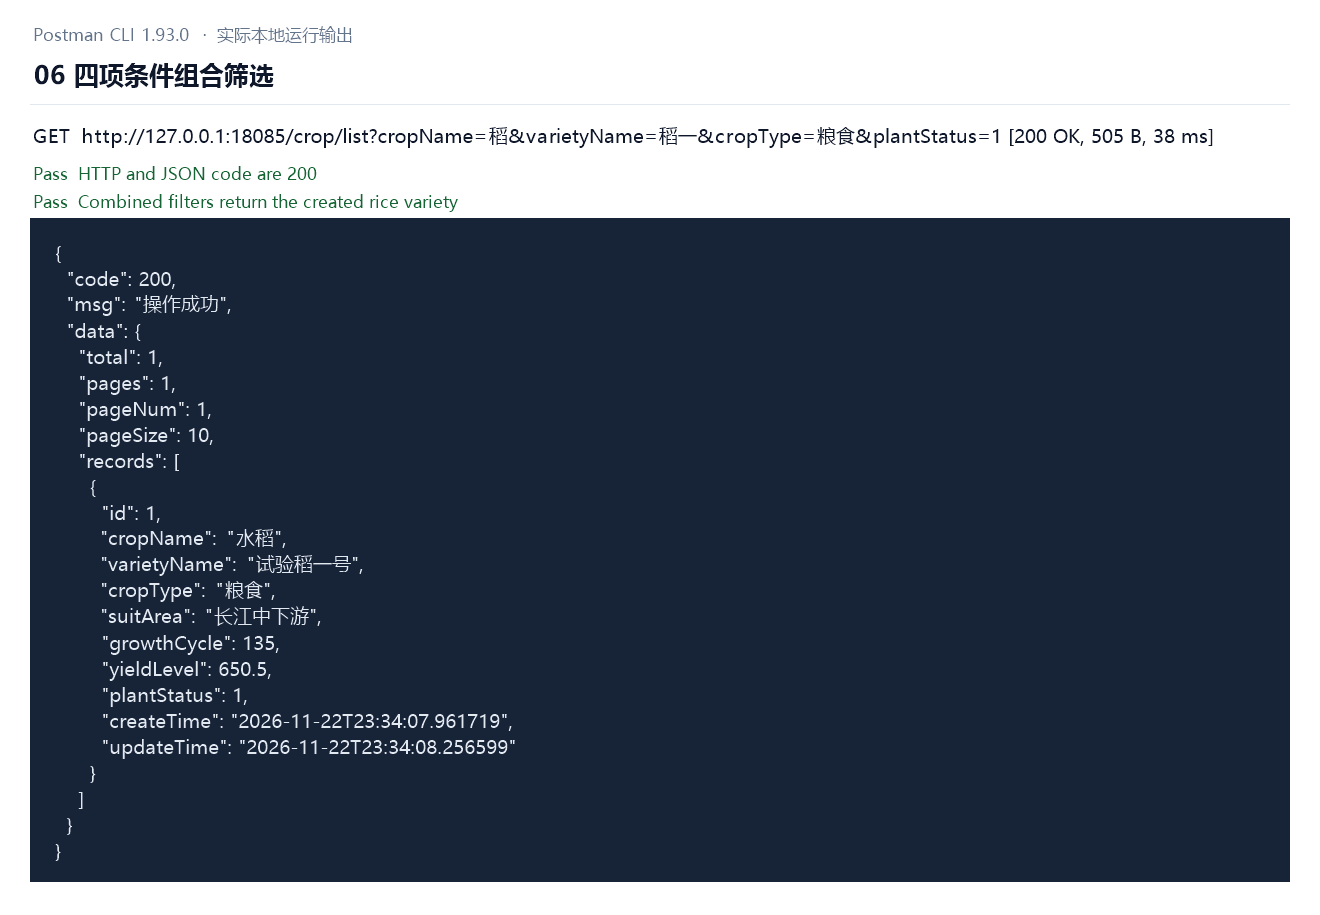 Postman CLI 1.93.0 · 实际本地运行输出
06 四项条件组合筛选
GET http://127.0.0.1:18085/crop/list?cropName=稻&varietyName=稻一&cropType=粮食&plantStatus=1 [200 OK, 505 B, 38 ms]
Pass HTTP and JSON code are 200
Pass Combined filters return the created rice variety
{
"code": 200,
"msg": "操作成功",
"data": {
"total": 1,
"pages": 1,
"pageNum": 1,
"pageSize": 10,
"records": [
{
"id": 1,
"cropName": "水稻",
"varietyName": "试验稻一号",
"cropType": "粮食",
"suitArea": "长江中下游",
"growthCycle": 135,
"yieldLevel": 650.5,
"plantStatus": 1,
"createTime": "2026-11-22T23:34:07.961719",
"updateTime": "2026-11-22T23:34:08.256599"
}
]
}
}